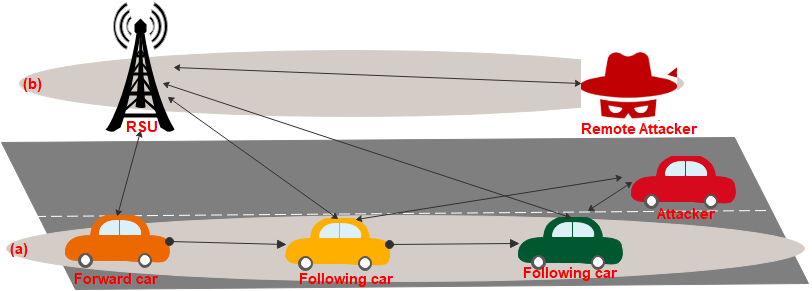 (b)
RSU
Remote Attacker
Attacker
(a)
Forward car
Following car
Following car